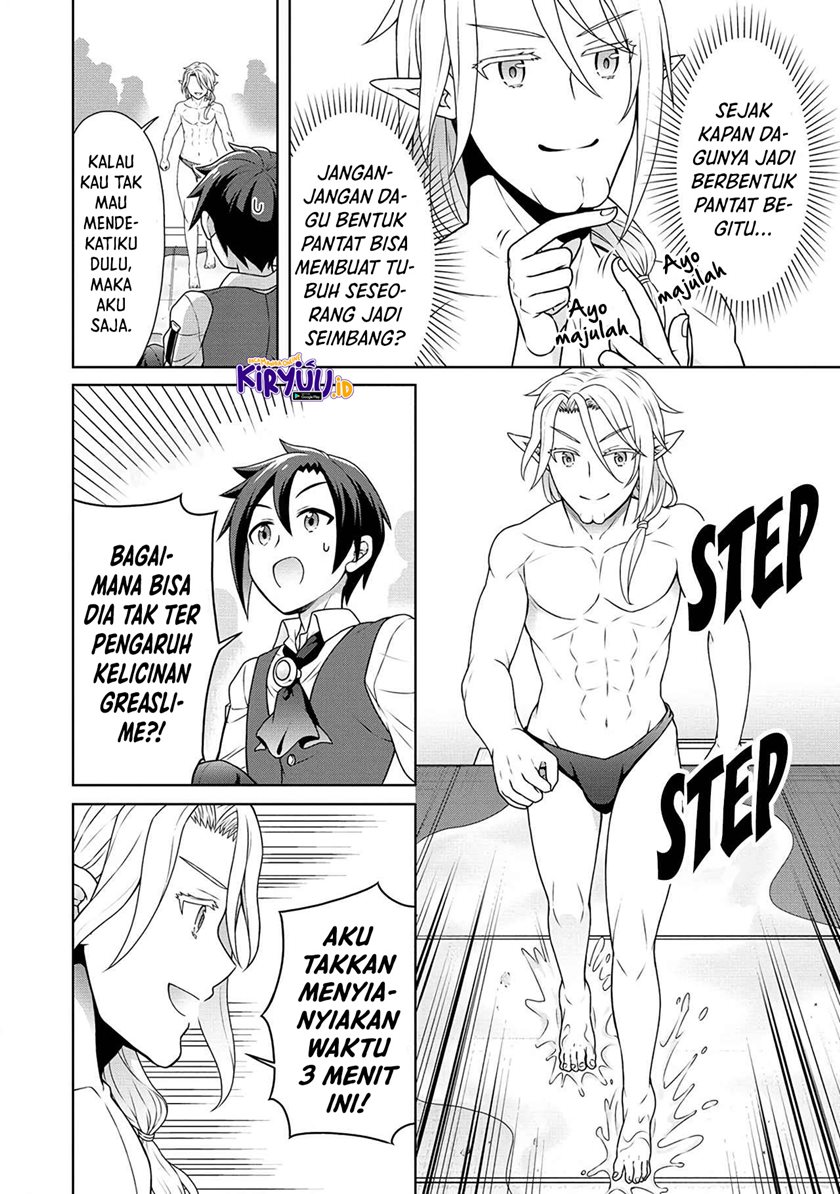 SEJAK
KAPAN DA-
GUNYA JADI
BERBENTUK
PANTAT BE-
GITU...
JANGAN-
JANGAN DA-
GU BENTUK
PANTAT BISA
MEMBUAT TU-
BUH SESEO-
RANG JADI
SEIMBANG?
Ayo
majulah
Ayo
majulah
KALAU
KAU TAK
MAU
MENDE-
KATIKU
DULU,
MAKA
AKU
SAJA.
KIRYUU.id
STEP
STEP
BAGAI-
MANA BISA
DIA TAK TER
PENGARUH
KELICINAN
GREASLI-
ME?!
AKU
TAKKAN
MENYIA-
NYIAKAN
WAKTU
3 MENIT
INI!